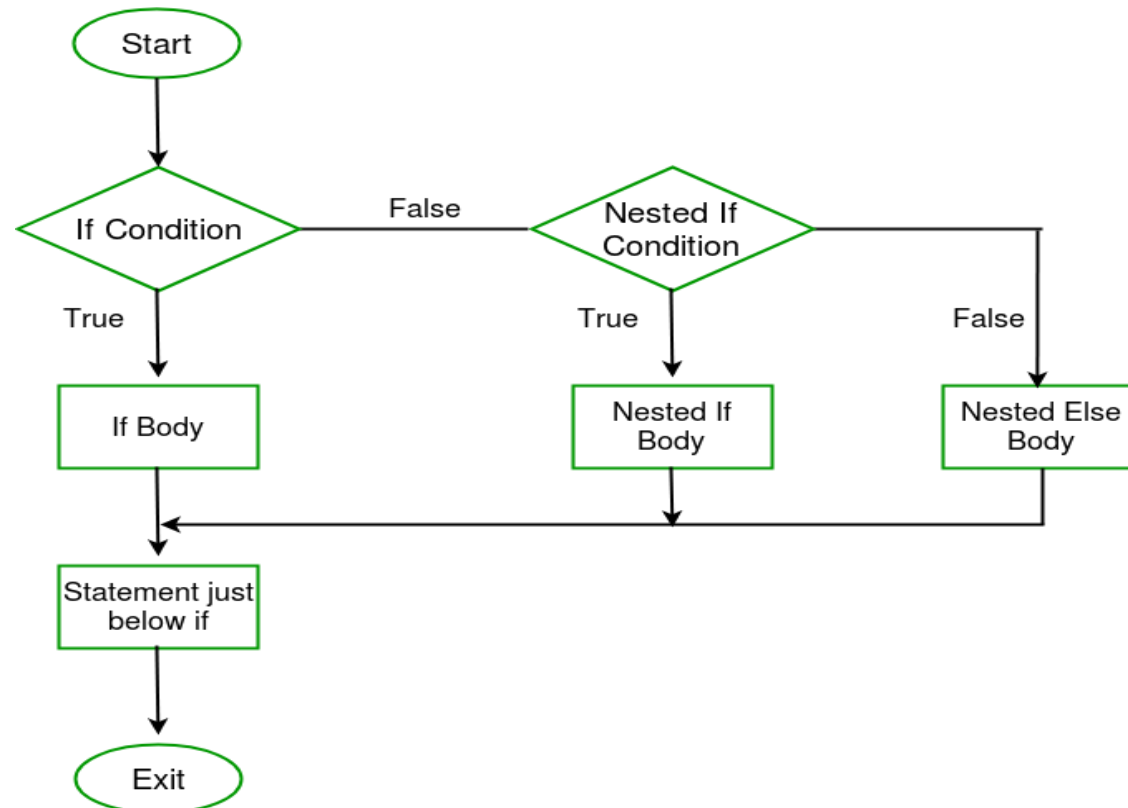 Start
If Condition
False
Nested If
Condition
True
True
False
If Body
Nested If
Body
Nested Else
Body
Statement just
below if
Exit